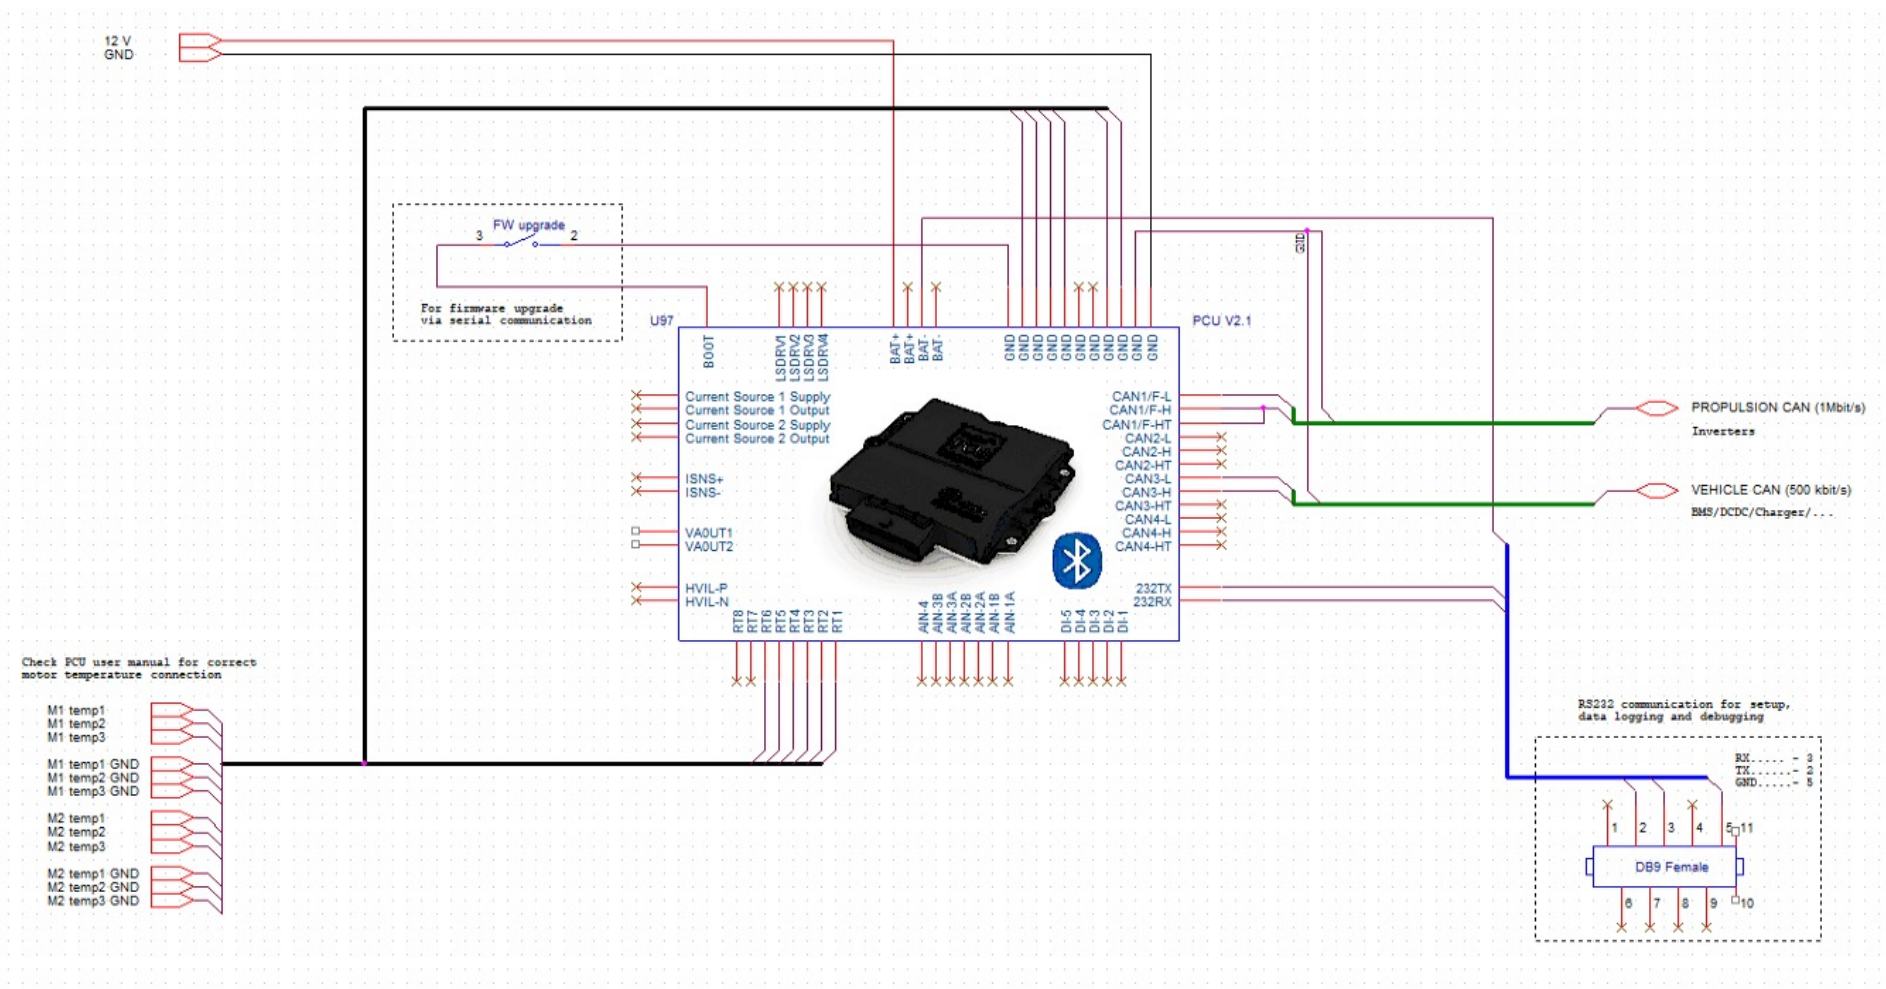 12 V
GND
FW upgrade
3
2
For firmware upgrade
via serial communication
U97
PCU V2.1
BOOT
LSDRV1
LSDRV2
LSDRV3
LSDRV4
BAT+
BAT+
BAT-
BAT-
GND
GND
GND
GND
GND
GND
GND
GND
GND
GND
GND
GND
Current Source 1 Supply
Current Source 1 Output
Current Source 2 Supply
Current Source 2 Output
ISNS+
ISNS-
VA0UT1
VA0UT2
HVIL-P
HVIL-N
CAN1/F-L
CAN1/F-H
CAN1/F-HT
CAN2-L
CAN2-H
CAN2-HT
CAN3-L
CAN3-H
CAN3-HT
CAN4-L
CAN4-H
CAN4-HT
232TX
232RX
PROPULSION CAN (1Mbit/s)
Inverters
VEHICLE CAN (500 kbit/s)
BMS/DCDC/Charger/...
RT8
RT7
RT6
RT5
RT4
RT3
RT2
RT1
AIN-4
AIN-3B
AIN-3A
AIN-2B
AIN-2A
AIN-1B
AIN-1A
DI-5
DI-4
DI-3
DI-2
DI-1
Check PCU user manual for correct
motor temperature connection
M1 temp1
M1 temp2
M1 temp3
M1 temp1 GND
M1 temp2 GND
M1 temp3 GND
M2 temp1
M2 temp2
M2 temp3
M2 temp1 GND
M2 temp2 GND
M2 temp3 GND
RS232 communication for setup,
data logging and debugging
RX..... - 3
TX......- 2
GND.....- 5
1
2
3
4
5
11
DB9 Female
6
7
8
9
10